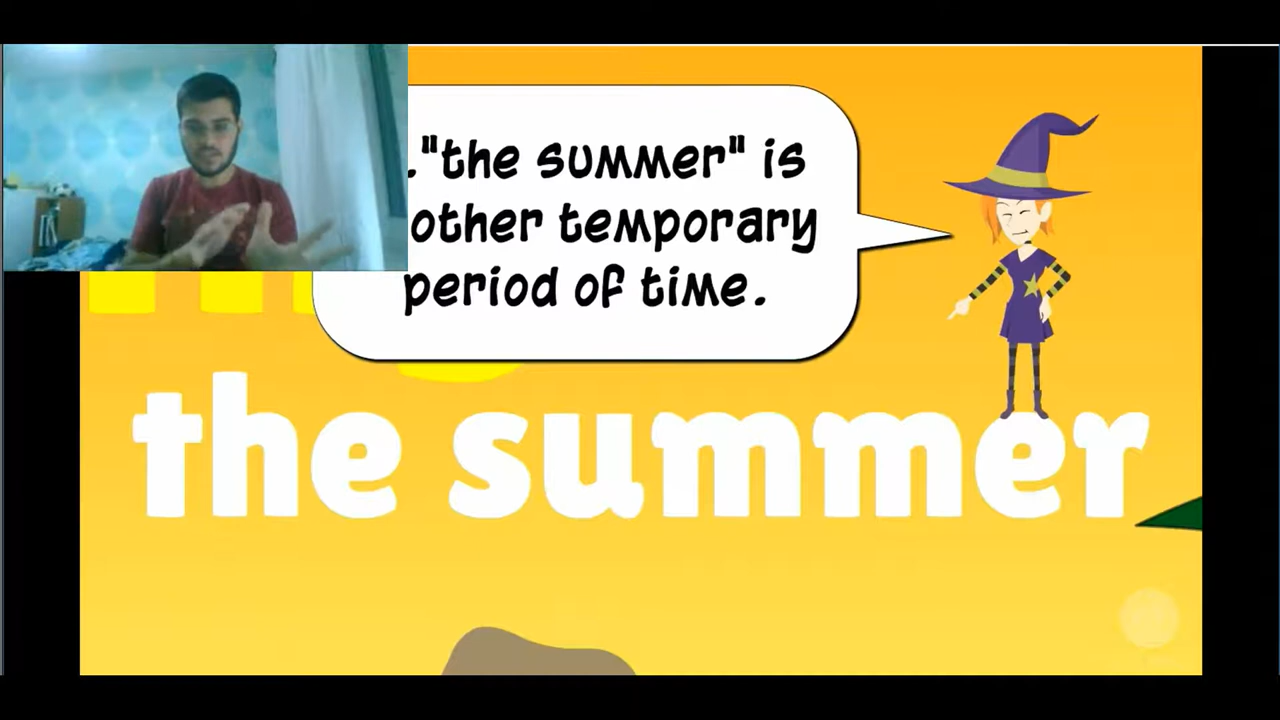 ."the summer" is
other temporary
period of time.
the summer